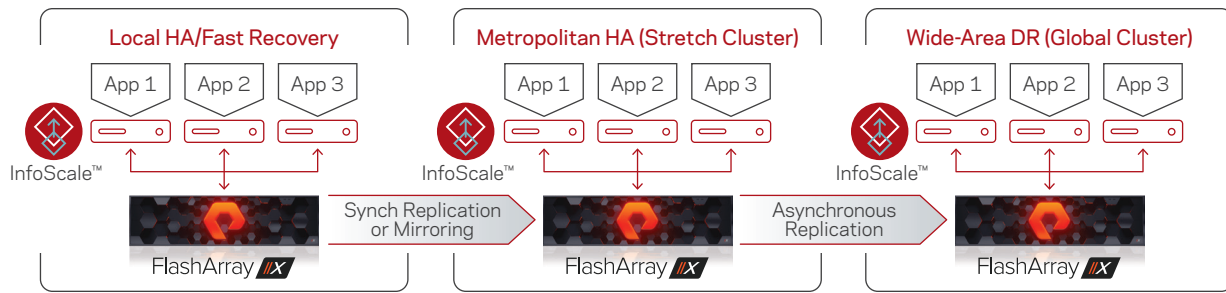 Local HA/Fast Recovery
App 1
App 2
App 3
InfoScale™
FlashArray //X
Synch Replication
or Mirroring
Metropolitan HA (Stretch Cluster)
App 1
App 2
App 3
InfoScale™
FlashArray //X
Asynchronous
Replication
Wide-Area DR (Global Cluster)
App 1
App 2
App 3
InfoScale™
FlashArray //X